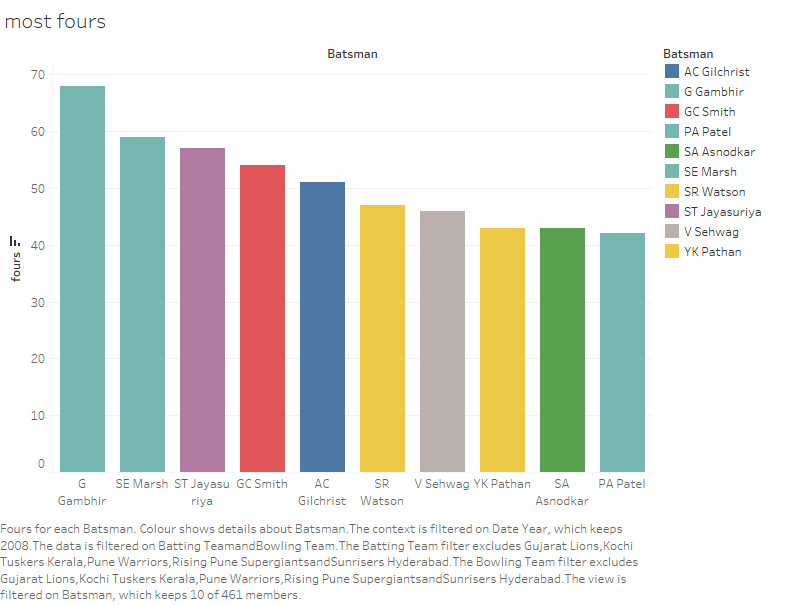 most fours
Batsman
70
60
50
40
30
20
10
0
fours
G
Gambhir
SE Marsh
ST Jayasu
riya
GC Smith
AC
Gilchrist
SR
Watson
V Sehwag
YK Pathan
SA
Asnodkar
PA Patel
Batsman
AC Gilchrist
G Gambhir
GC Smith
PA Patel
SA Asnodkar
SE Marsh
SR Watson
ST Jayasuriya
V Sehwag
YK Pathan
Fours for each Batsman. Colour shows details about Batsman.The context is filtered on Date Year, which keeps
2008.The data is filtered on Batting TeamandBowling Team.The Batting Team filter excludes Gujarat Lions,Kochi
Tuskers Kerala,Pune Warriors,Rising Pune SupergiantsandSunrisers Hyderabad.The Bowling Team filter excludes
Gujarat Lions,Kochi Tuskers Kerala,Pune Warriors,Rising Pune SupergiantsandSunrisers Hyderabad.The view is
filtered on Batsman, which keeps 10 of 461 members.